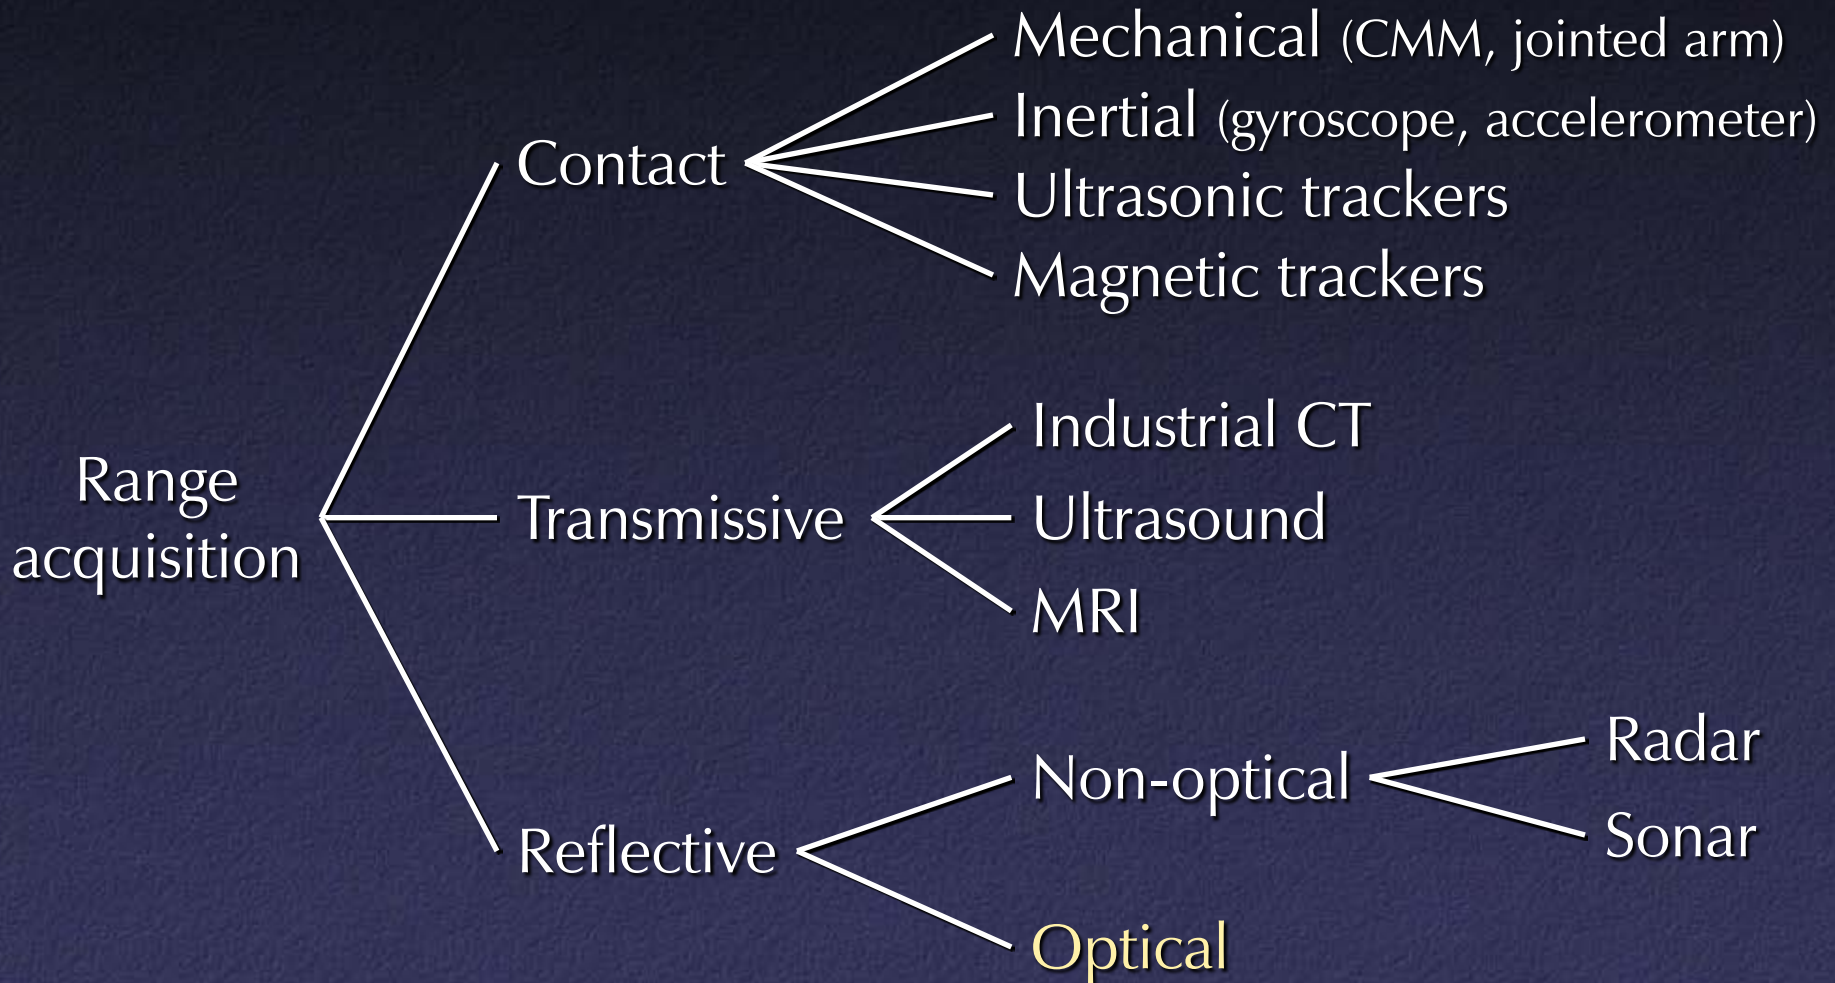 Range
acquisition
Contact
Mechanical (CMM, jointed arm)
Inertial (gyroscope, accelerometer)
Ultrasonic trackers
Magnetic trackers
Transmissive
Industrial CT
Ultrasound
MRI
Reflective
Non-optical
Radar
Sonar
Optical